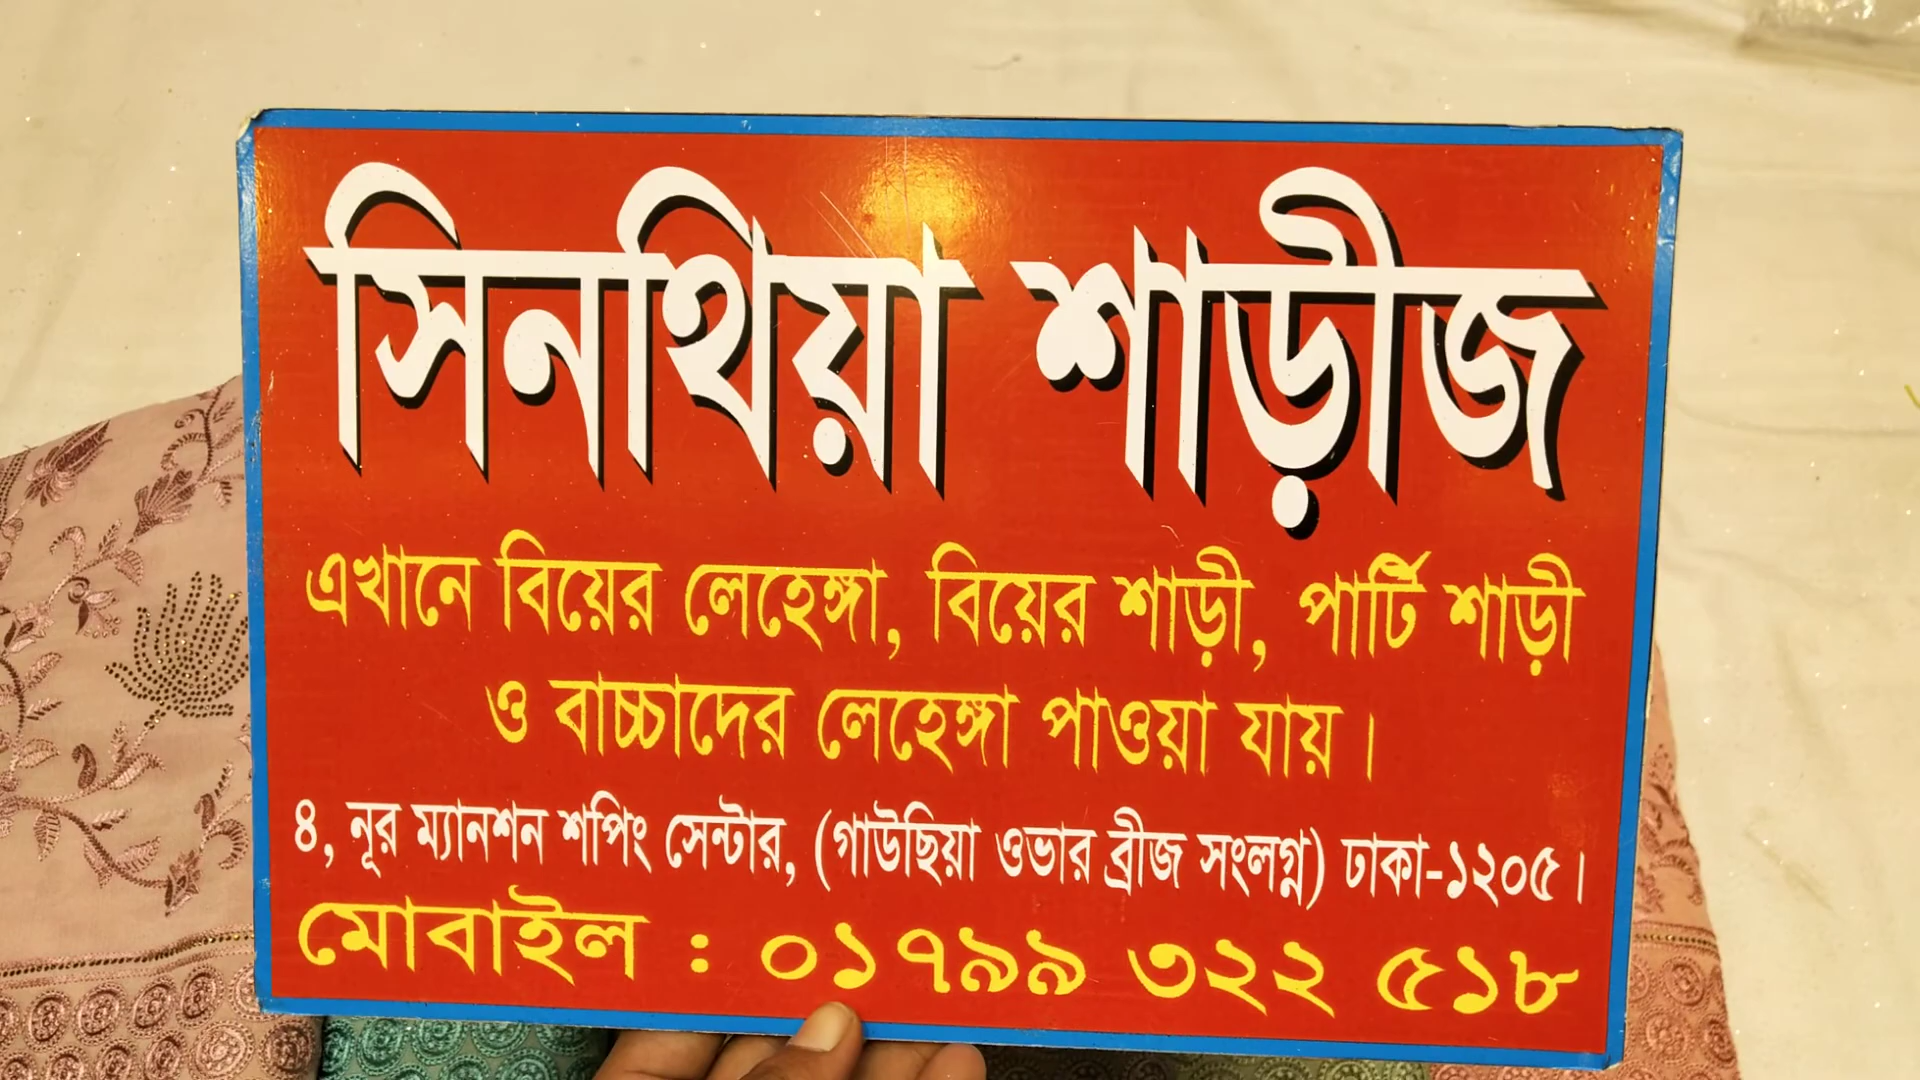 সিনথিয়া শাড়ীজ
এখানে বিয়ের লেহেঙ্গা, বিয়ের শাড়ী, পার্টি শাড়ী
ও বাচ্চাদের লেহেঙ্গা পাওয়া যায়।
৪, নূর ম্যানশন শপিং সেন্টার, (গাউছিয়া ওভার ব্রীজ সংলগ্ন) ঢাকা-১২০৫।
মোবাইল : ০১৭৯৯ ৩২২ ৫১৮